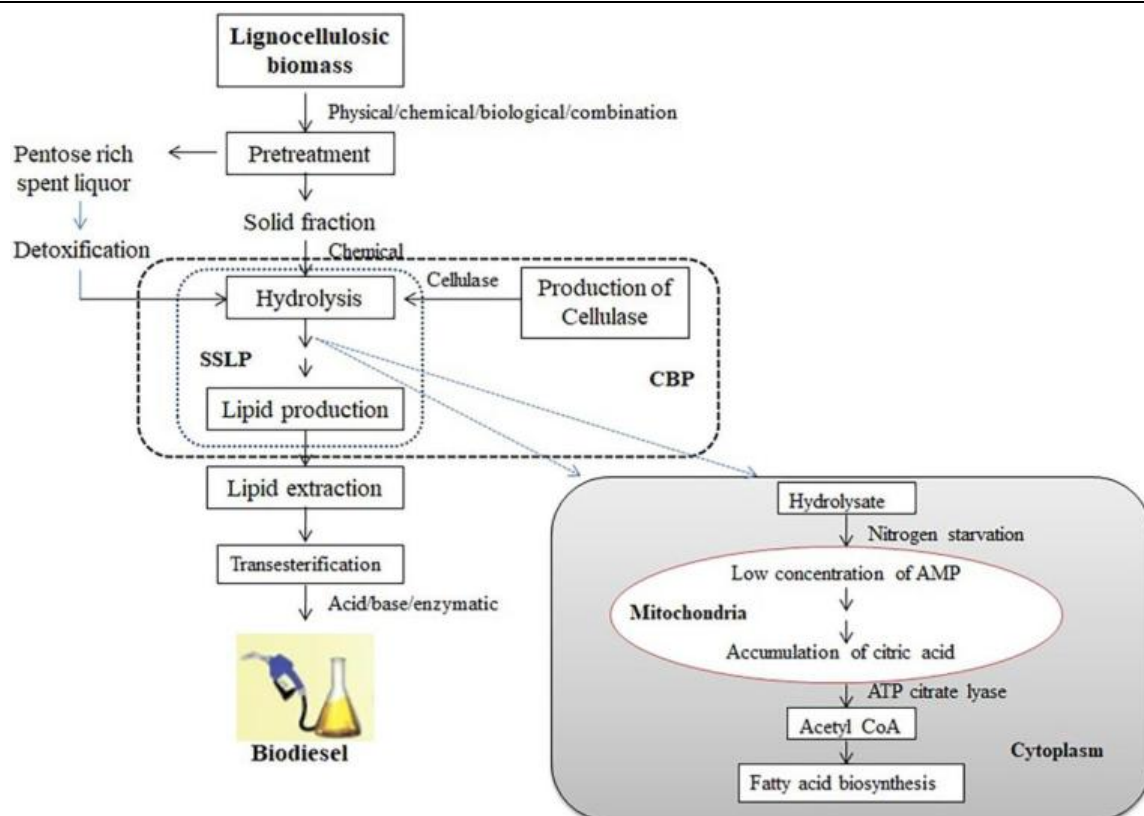 Lignocellulosic
biomass
Physical/chemical/biological/combination
Pretreatment
Pentose rich
spent liquor
Solid fraction
Detoxification
Chemical
Hydrolysis
Cellulase
Production of
Cellulase
SSLP
CBP
Lipid production
Lipid extraction
Transesterification
Acid/base/enzymatic
Biodiesel
Hydrolysate
Nitrogen starvation
Low concentration of AMP
Mitochondria
Accumulation of citric acid
ATP citrate lyase
Acetyl CoA
Cytoplasm
Fatty acid biosynthesis